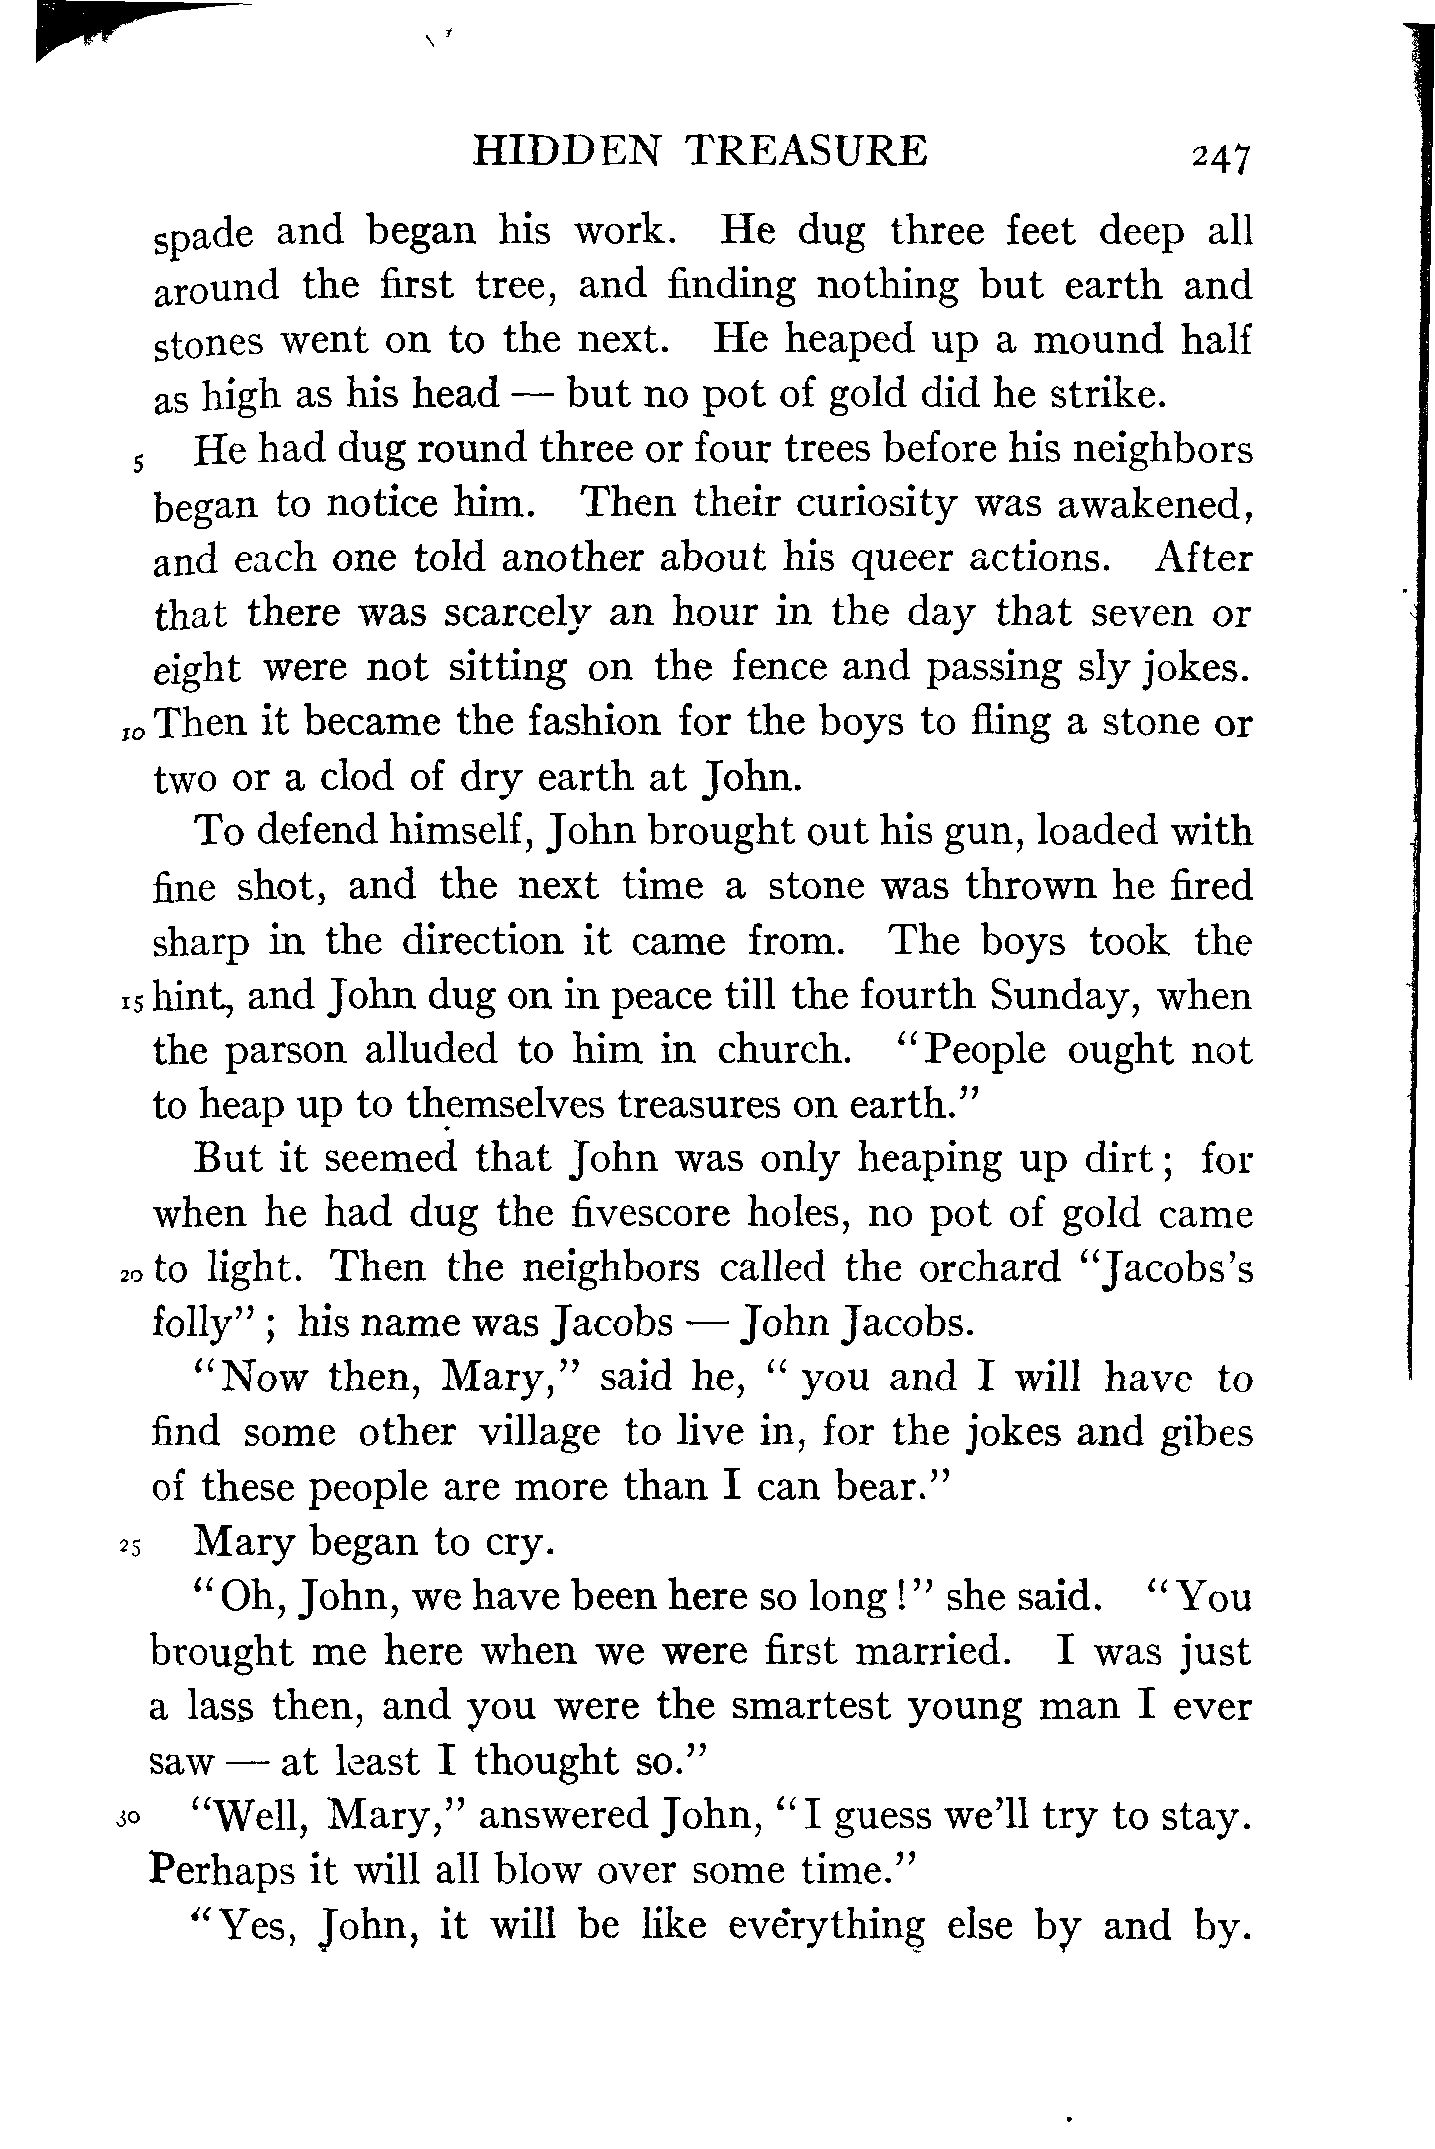 HIDDEN TREASURE 247
spade and began his work. He dug three feet deep all
around the first tree, and finding nothing but earth and
stones went on to the next. He heaped up a mound half
as high as his head — but no pot of gold did he strike.
5 He had dug round three or four trees before his neighbors
began to notice him. Then their curiosity was awakened,
and each one told another about his queer actions. After
that there was scarcely an hour in the day that seven or
eight were not sitting on the fence and passing sly jokes.
10 Then it became the fashion for the boys to fling a stone or
two or a clod of dry earth at John.
To defend himself, John brought out his gun, loaded with
fine shot, and the next time a stone was thrown he fired
sharp in the direction it came from. The boys took the
15 hint, and John dug on in peace till the fourth Sunday, when
the parson alluded to him in church. "People ought not
to heap up to themselves treasures on earth."
But it seemed that John was only heaping up dirt; for
when he had dug the fivescore holes, no pot of gold came
20 to light. Then the neighbors called the orchard "Jacobs's
folly"; his name was Jacobs — John Jacobs.
"Now then, Mary," said he, "you and I will have to
find some other village to live in, for the jokes and gibes
of these people are more than I can bear."
25 Mary began to cry.
"Oh, John, we have been here so long!" she said. "You
brought me here when we were first married. I was just
a lass then, and you were the smartest young man I ever
saw — at least I thought so."
30 "Well, Mary," answered John, "I guess we'll try to stay.
Perhaps it will all blow over some time."
"Yes, John, it will be like everything else by and by.